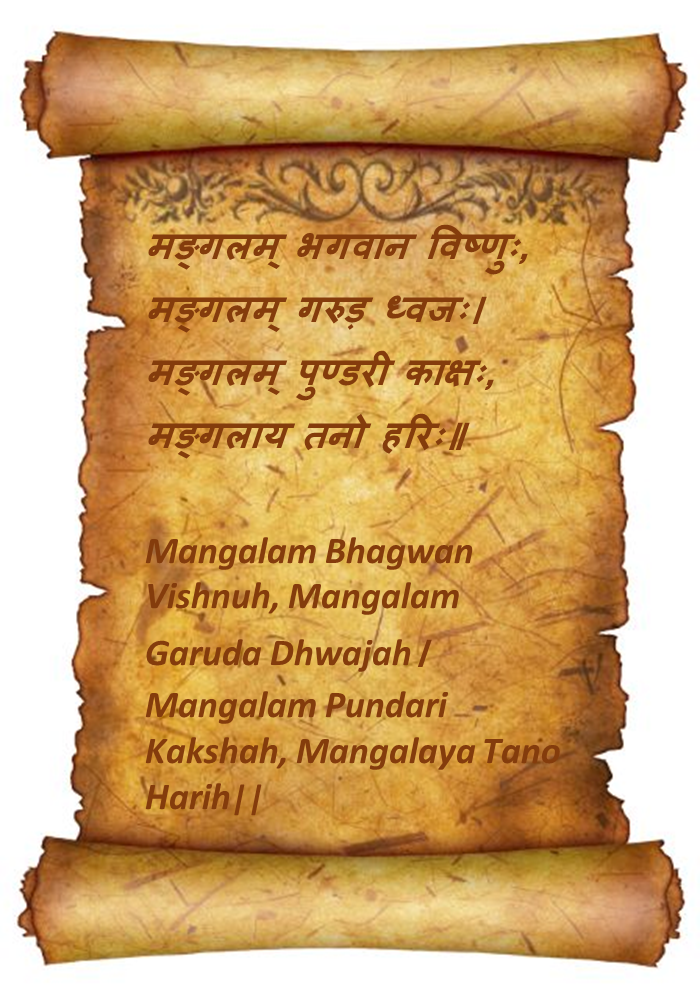 मङ्गलम् भगवान विष्णुः,
मङ्गलम् गरुड़ ध्वजः।
मङ्गलम् पुण्डरी काक्षः,
मङ्गलाय तनो हरिः॥
Mangalam Bhagwan
Vishnuh, Mangalam
Garuda Dhwajah।
Mangalam Pundari
Kakshah, Mangalaya Tano
Harih||